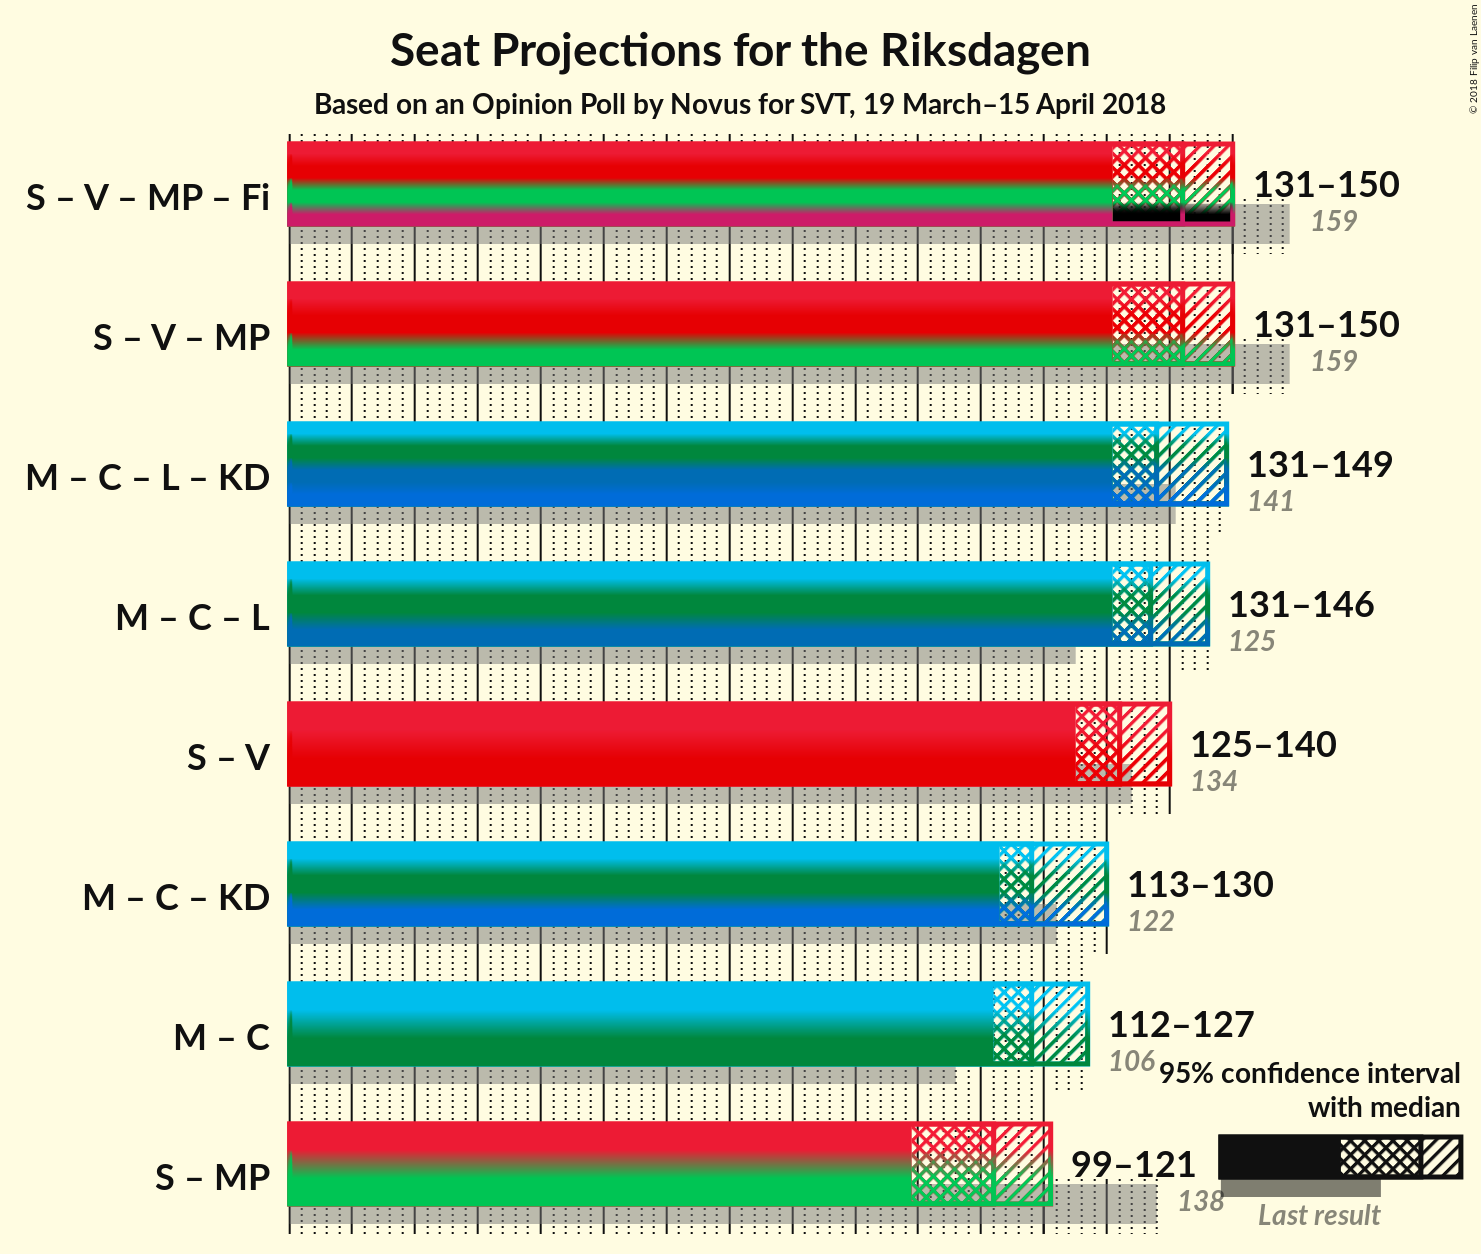 Seat Projections for the Riksdagen
Based on an Opinion Poll by Novus for SVT, 19 March–15 April 2018
© 2018 Filip van Laenen
S – V – MP – Fi
131–150
159
S – V – MP
131–150
159
M – C – L – KD
131–149
141
M – C – L
131–146
125
S – V
125–140
134
M – C – KD
113–130
122
M – C
112–127
106
S – MP
99–121
138
95% confidence interval
with median
Last result